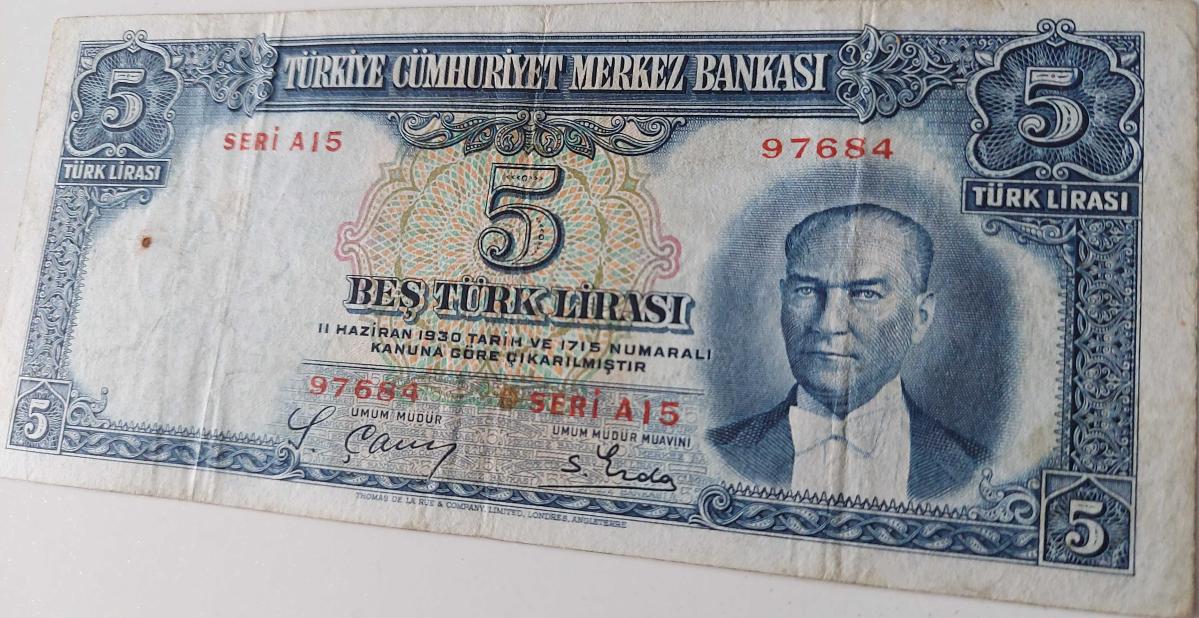 5
TÜRKİYE CÜMHURİYET MERKEZ BANKASI
5
TÜRK LİRASI
SERİ A15
97684
TÜRK LİRASI
5
BEŞ TÜRK LİRASI
11 HAZİRAN 1930 TARİH VE 1715 NUMARALI
KANUNA GÖRE ÇIKARILMIŞTIR
97684 SERİ A15
UMUM MÜDÜR
UMUM MÜDÜR MUAVİNİ
5
5
THOMAS DE LA RUE & COMPANY, LIMITED, LONDRES, ANGLETERRE